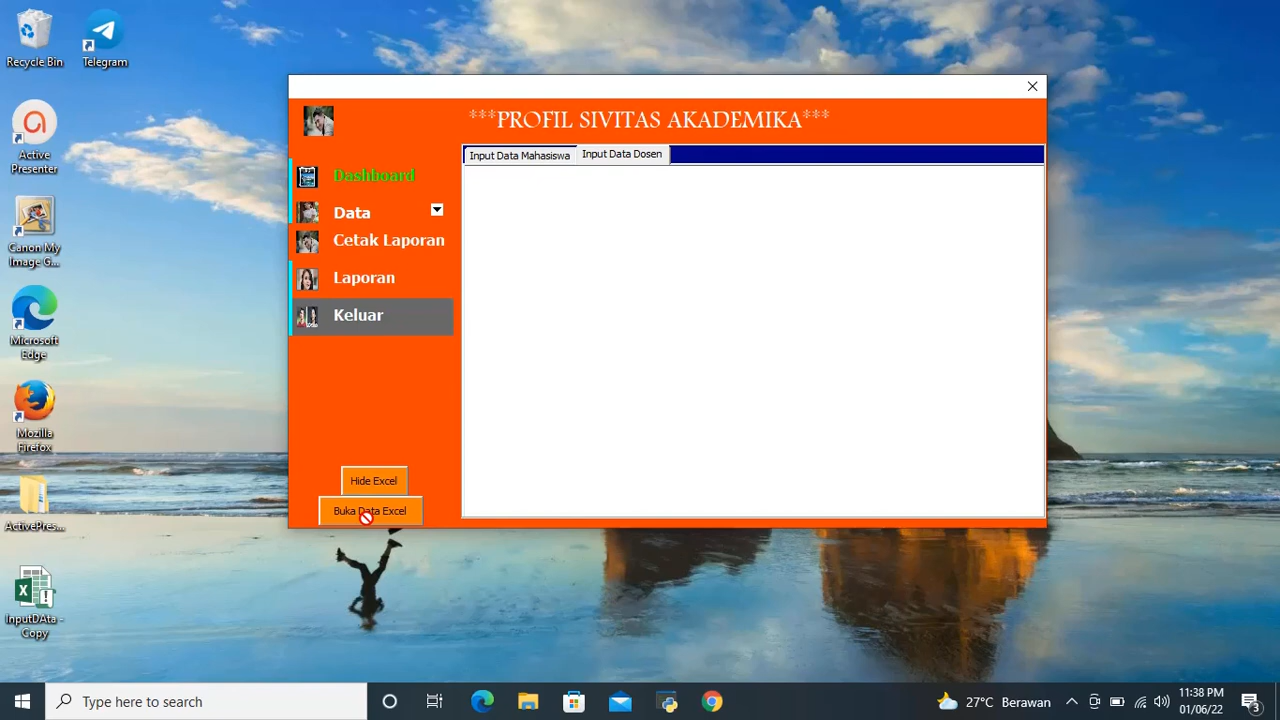 Recycle Bin
Telegram
Active
Presenter
Canon My
Image G...
Microsoft
Edge
Mozilla
Firefox
ActivePres...
InputDAta -
Copy
***PROFIL SIVITAS AKADEMIKA***
Input Data Mahasiswa
Input Data Dosen
Dashboard
Data
Cetak Laporan
Laporan
Keluar
Hide Excel
Buka Data Excel
Type here to search
27°C Berawan
11:38 PM
01/06/22
3